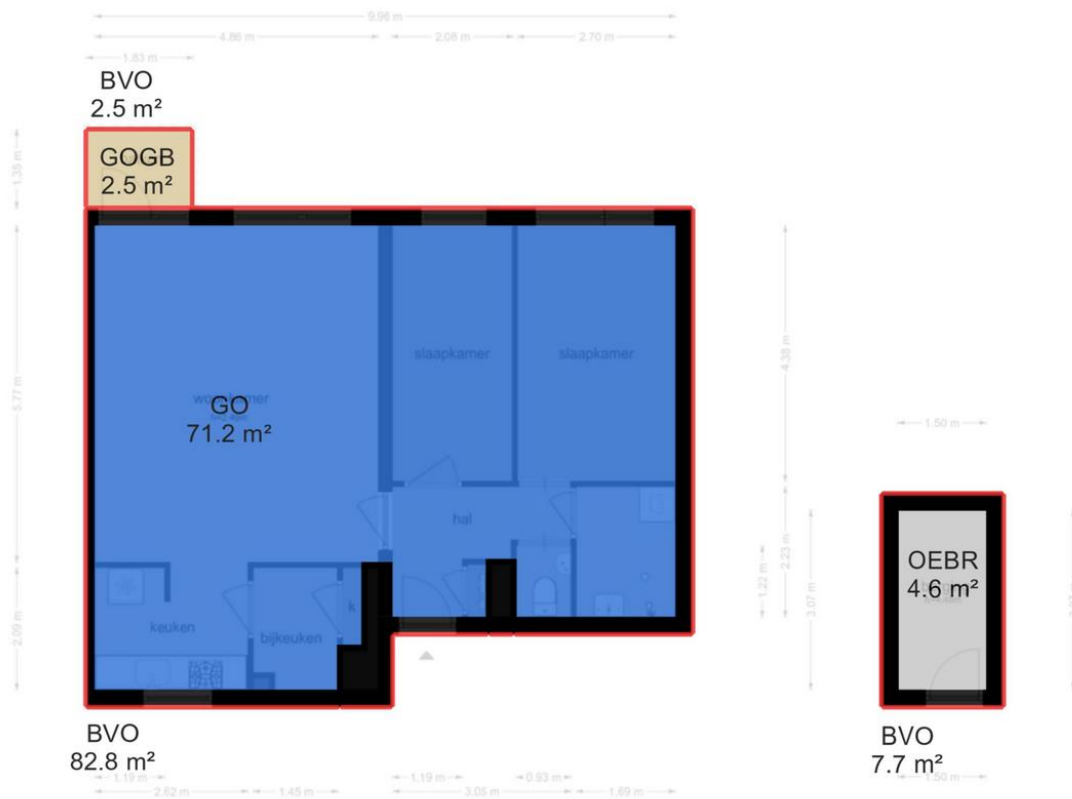 9.96 m
4.86 m
2.08 m
2.70 m
1.83 m
BVO
2.5 m²
GOGB
2.5 m²
1.35 m
5.77 m
4.38 m
slaapkamer
slaapkamer
GO
71.2 m²
1.50 m
hal
2.23 m
1.22 m
3.07 m
OEBR
4.6 m²
2.09 m
keuken
bijkeuken
k
BVO
82.8 m²
BVO
7.7 m²
1.19 m
1.19 m
0.93 m
1.50 m
2.62 m
1.45 m
3.05 m
1.69 m